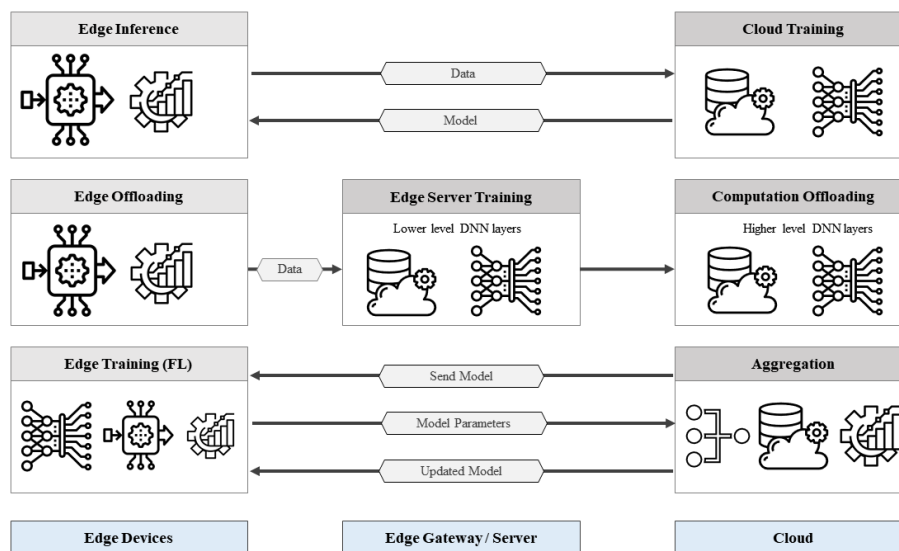 Edge Inference
Cloud Training
Data
Model
Edge Offloading
Edge Server Training
Computation Offloading
Lower level DNN layers
Higher level DNN layers
Data
Edge Training (FL)
Aggregation
Send Model
Model Parameters
Updated Model
Edge Devices
Edge Gateway / Server
Cloud